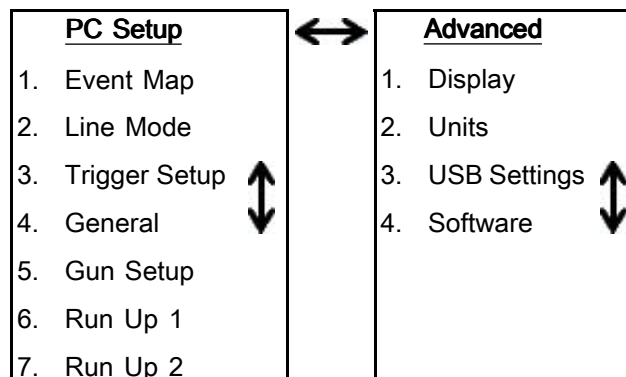 PC Setup
1. Event Map
2. Line Mode
3. Trigger Setup
4. General
5. Gun Setup
6. Run Up 1
7. Run Up 2
Advanced
1. Display
2. Units
3. USB Settings
4. Software